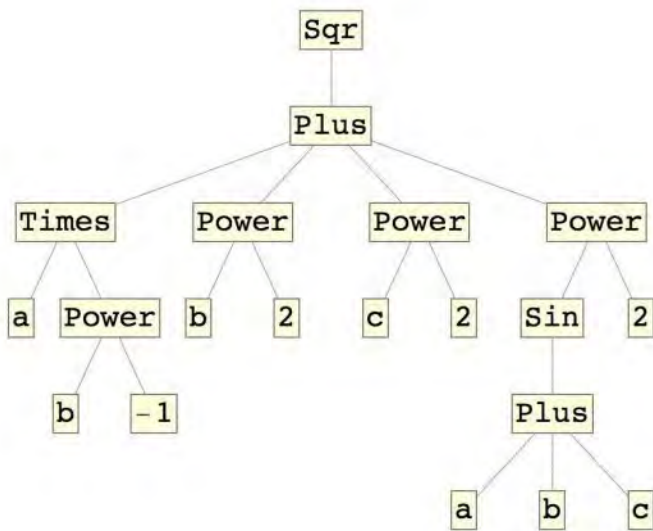 Sqr
Plus
Times Power Power Power
a Power b 2 c 2 Sin 2
b -1 Plus
a b c